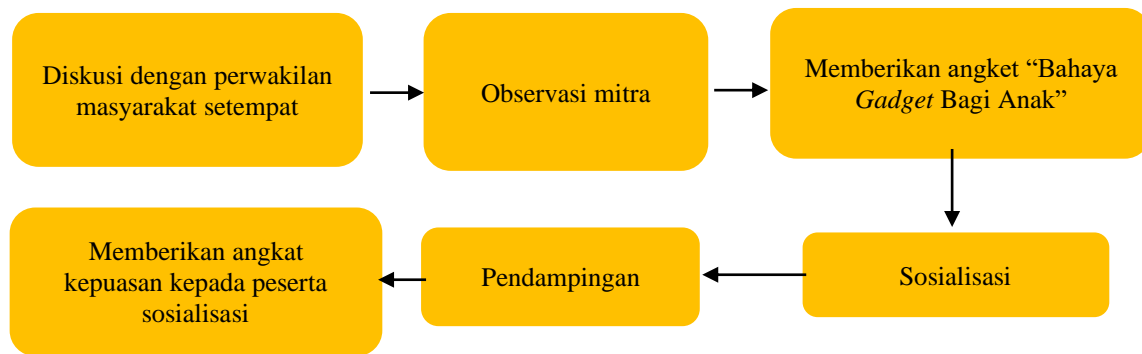 Diskusi dengan perwakilan
masyarakat setempat
Observasi mitra
Memberikan angket “Bahaya
Gadget Bagi Anak”
Sosialisasi
Pendampingan
Memberikan angkat
kepuasan kepada peserta
sosialisasi